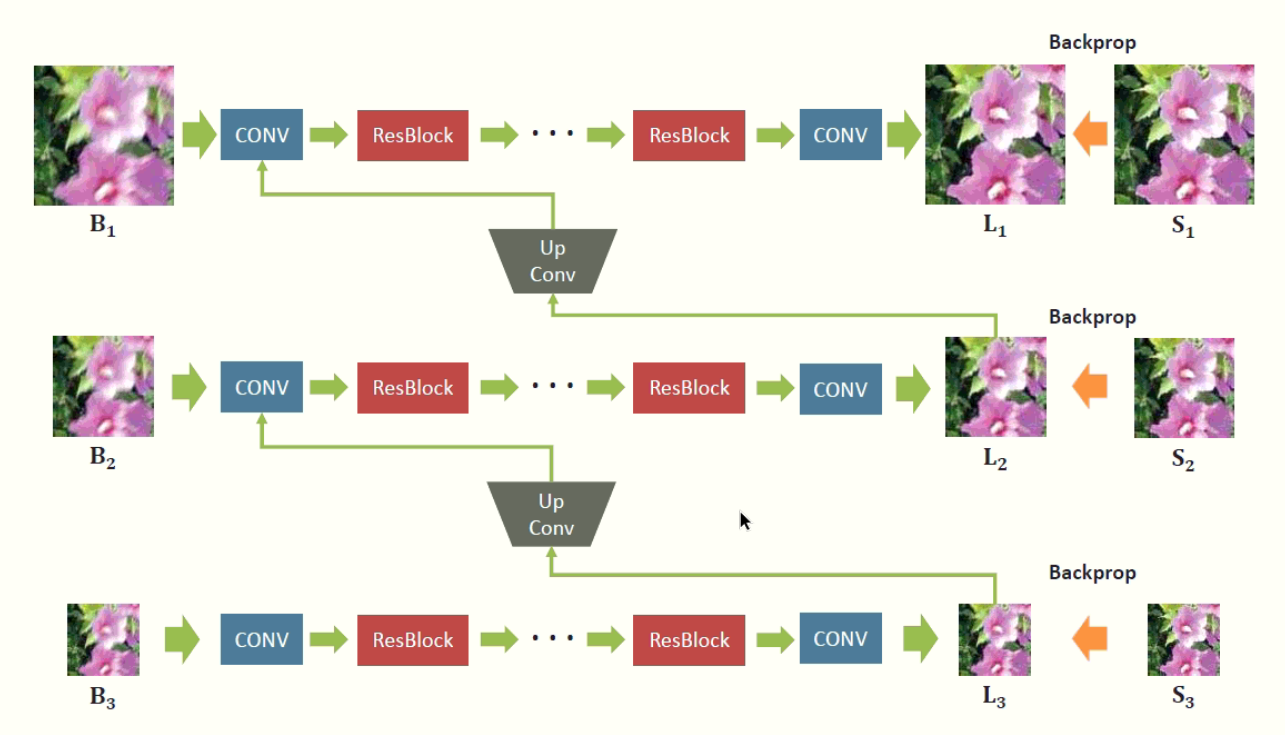 Backprop
CONV
ResBlock
· · ·
ResBlock
CONV
B₁
L₁
S₁
Up
Conv
Backprop
CONV
ResBlock
· · ·
ResBlock
CONV
B₂
L₂
S₂
Up
Conv
Backprop
CONV
ResBlock
· · ·
ResBlock
CONV
B₃
L₃
S₃